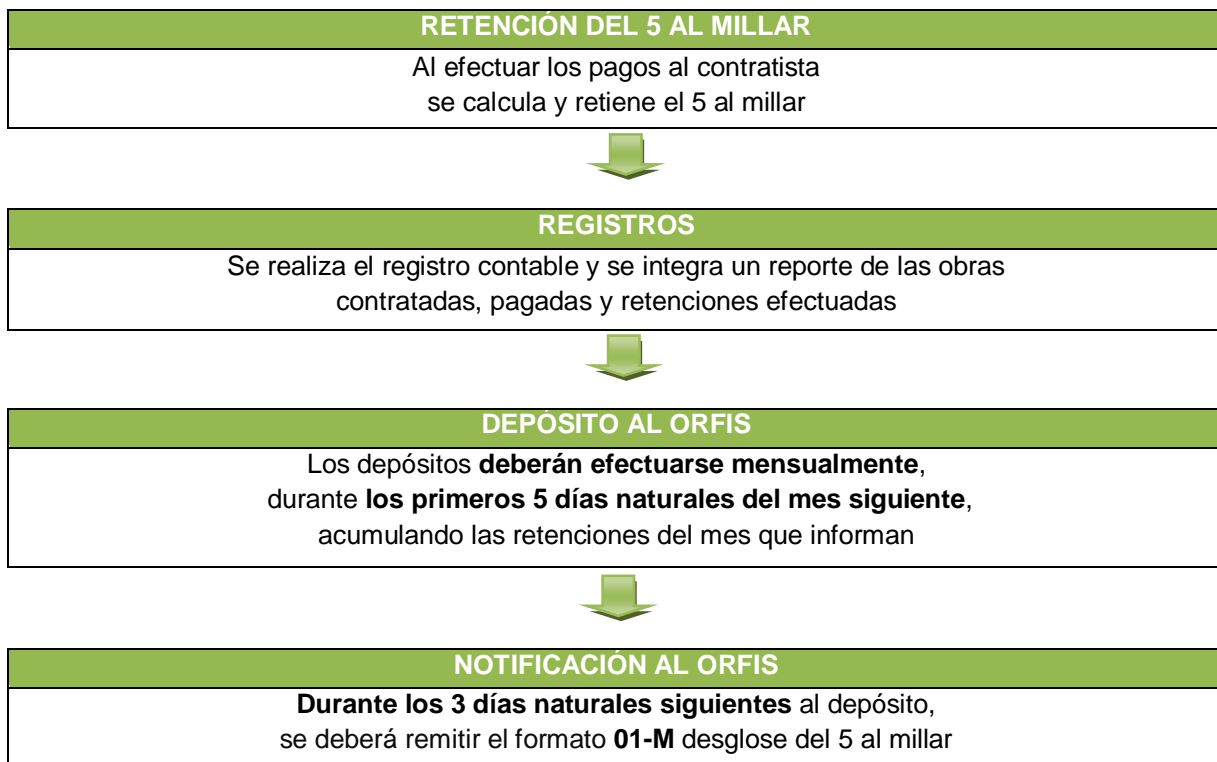 RETENCIÓN DEL 5 AL MILLAR
Al efectuar los pagos al contratista
se calcula y retiene el 5 al millar
REGISTROS
Se realiza el registro contable y se integra un reporte de las obras
contratadas, pagadas y retenciones efectuadas
DEPÓSITO AL ORFIS
Los depósitos deberán efectuarse mensualmente,
durante los primeros 5 días naturales del mes siguiente,
acumulando las retenciones del mes que informan
NOTIFICACIÓN AL ORFIS
Durante los 3 días naturales siguientes al depósito,
se deberá remitir el formato 01-M desglose del 5 al millar